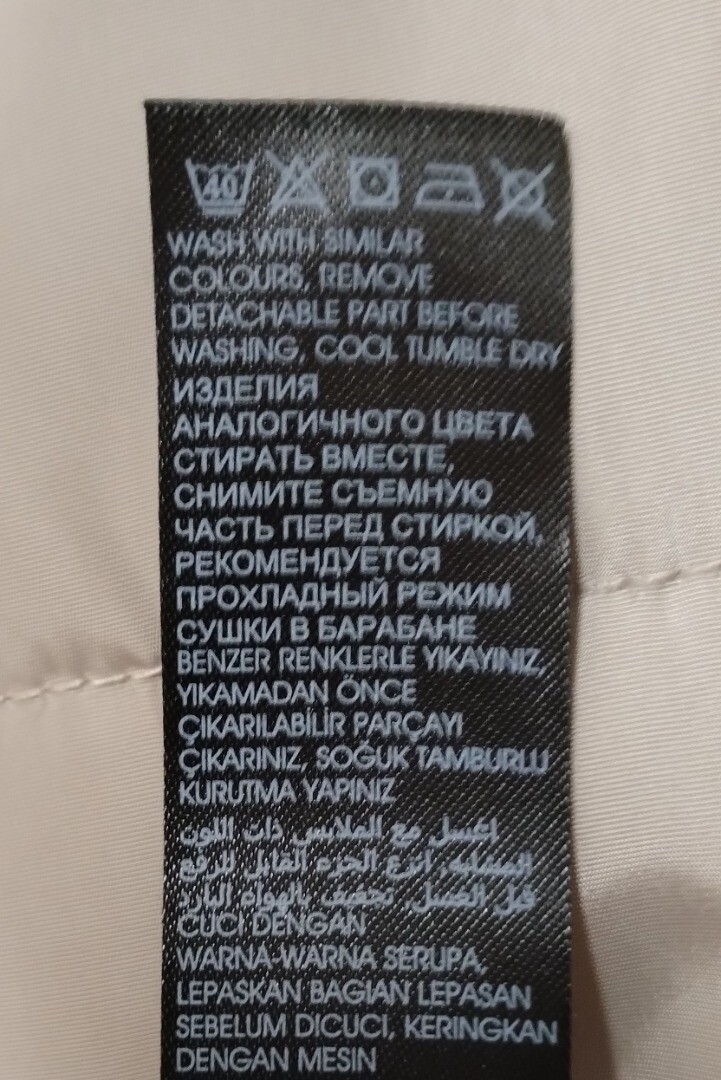 40
WASH WITH SIMILAR
COLOURS, REMOVE
DETACHABLE PART BEFORE
WASHING, COOL TUMBLE DRY
ИЗДЕЛИЯ
АНАЛОГИЧНОГО ЦВЕТА
СТИРАТЬ ВМЕСТЕ,
СНИМИТЕ СЪЕМНУЮ
ЧАСТЬ ПЕРЕД СТИРКОЙ,
РЕКОМЕНДУЕТСЯ
ПРОХЛАДНЫЙ РЕЖИМ
СУШКИ В БАРАБАНЕ
BENZER RENKLERLE YIKAYINIZ,
YIKAMADAN ÖNCE
ÇIKARILABİLİR PARÇAYI
ÇIKARINIZ, SOĞUK TAMBURLU
KURUTMA YAPINIZ
اغسل مع الملابس ذات اللون
المشابه, انزع الجزء القابل للرفع
قبل الغسل, تجفيف بالهواء البارد
CUCI DENGAN
WARNA-WARNA SERUPA,
LEPASKAN BAGIAN LEPASAN
SEBELUM DICUCI, KERINGKAN
DENGAN MESIN